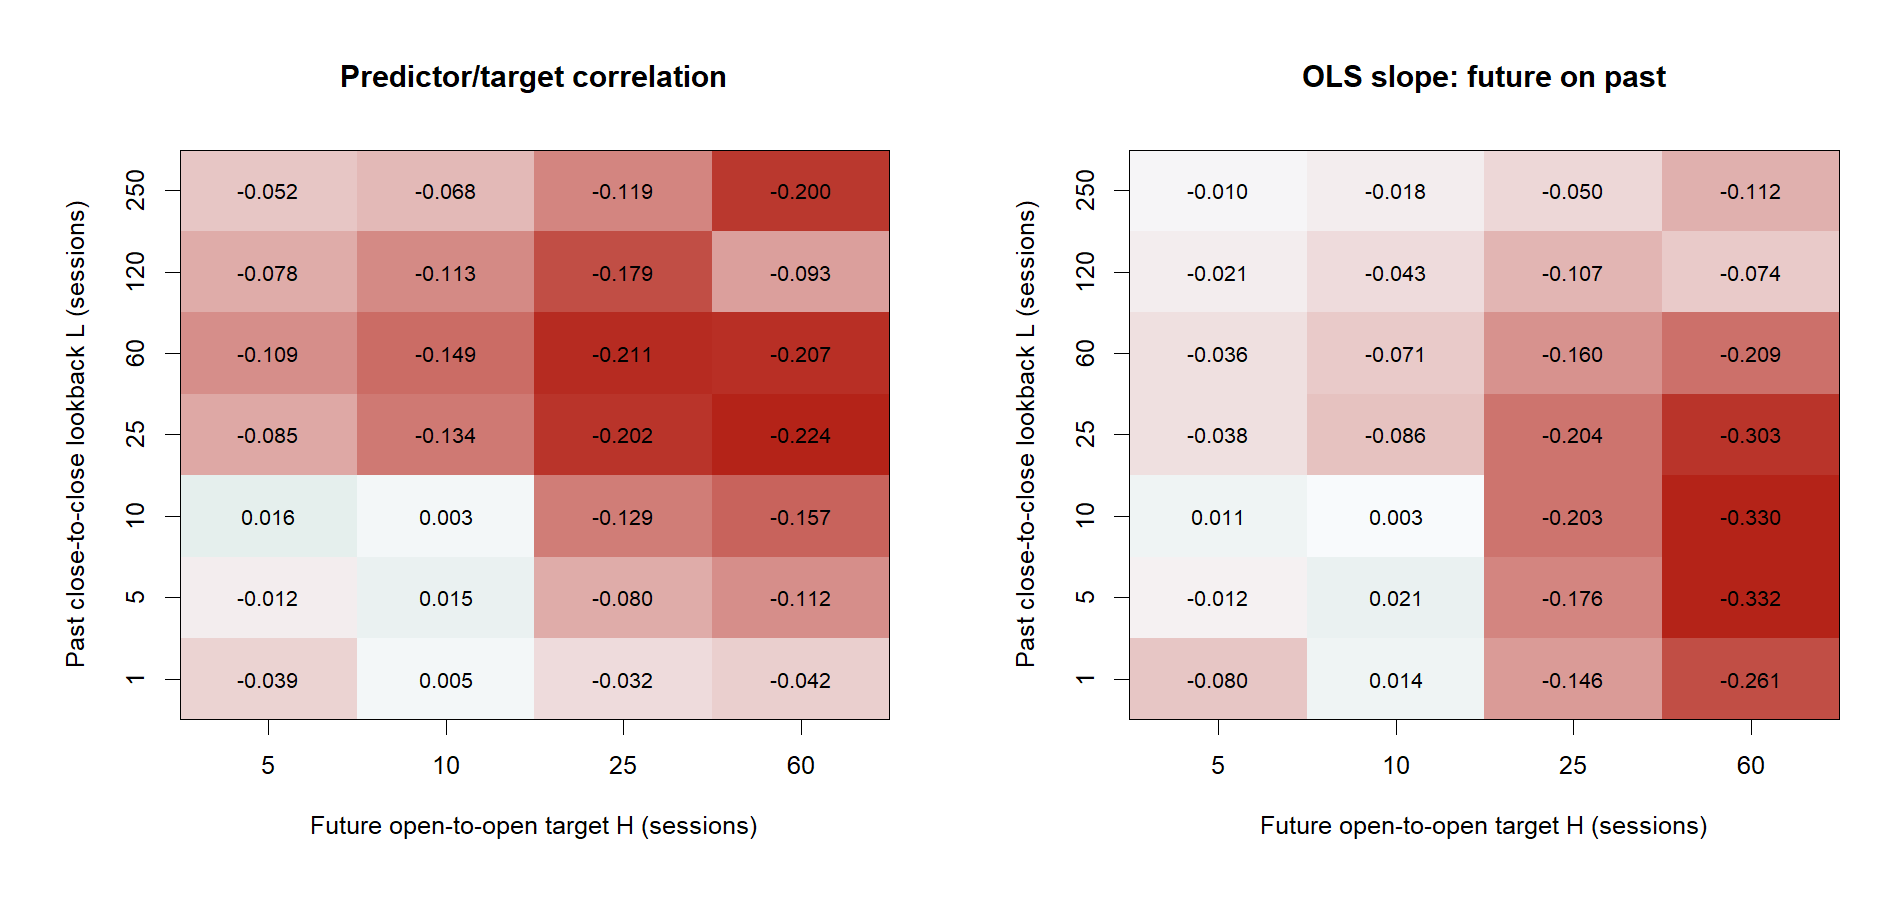 Predictor/target correlation
Past close-to-close lookback L (sessions)
250 -0.052 -0.068 -0.119 -0.200
120 -0.078 -0.113 -0.179 -0.093
60 -0.109 -0.149 -0.211 -0.207
25 -0.085 -0.134 -0.202 -0.224
10 0.016 0.003 -0.129 -0.157
5 -0.012 0.015 -0.080 -0.112
1 -0.039 0.005 -0.032 -0.042
5 10 25 60
Future open-to-open target H (sessions)
OLS slope: future on past
Past close-to-close lookback L (sessions)
250 -0.010 -0.018 -0.050 -0.112
120 -0.021 -0.043 -0.107 -0.074
60 -0.036 -0.071 -0.160 -0.209
25 -0.038 -0.086 -0.204 -0.303
10 0.011 0.003 -0.203 -0.330
5 -0.012 0.021 -0.176 -0.332
1 -0.080 0.014 -0.146 -0.261
5 10 25 60
Future open-to-open target H (sessions)